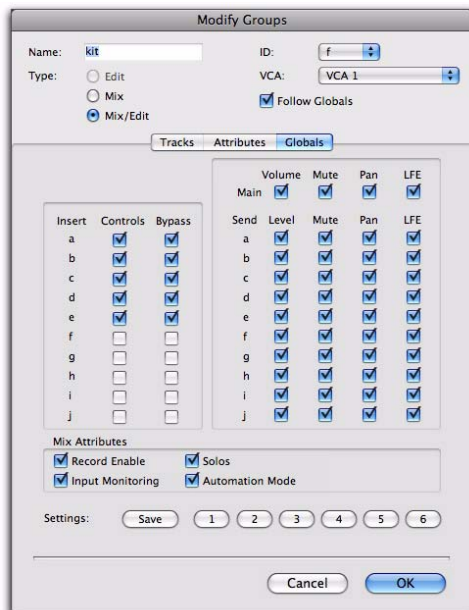 Modify Groups
Name: kit ID: f
Type: Edit VCA: VCA 1
Mix Follow Globals
Mix/Edit
Tracks Attributes Globals
Volume Mute Pan LFE
Main
Insert Controls Bypass Send Level Mute Pan LFE
a a
b b
c c
d d
e e
f f
g g
h h
i i
j j
Mix Attributes
Record Enable Solos
Input Monitoring Automation Mode
Settings: Save 1 2 3 4 5 6
Cancel OK